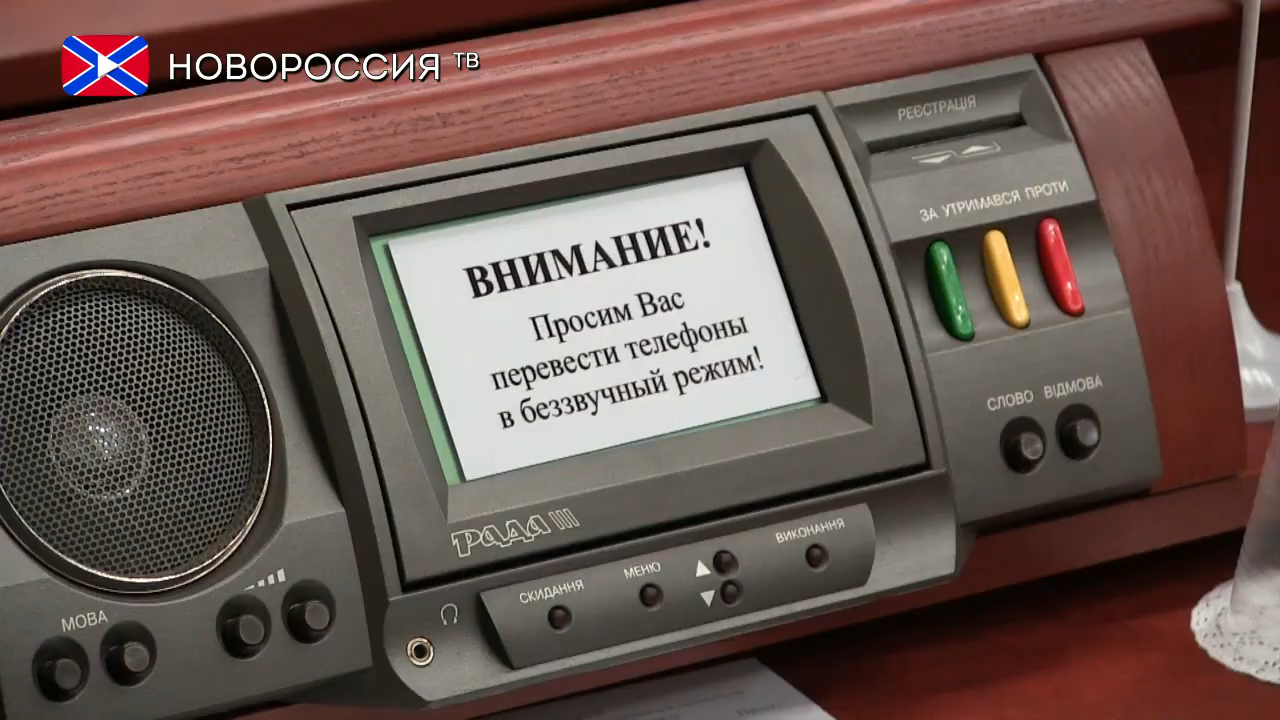 НОВОРОССИЯ ТВ
РЕЄСТРАЦІЯ
ЗА УТРИМАВСЯ ПРОТИ
ВНИМАНИЕ!
Просим Вас
перевести телефоны
в беззвучный режим!
СЛОВО ВІДМОВА
РАДА III
СКИДАННЯ МЕНЮ ВИКОНАННЯ
МОВА